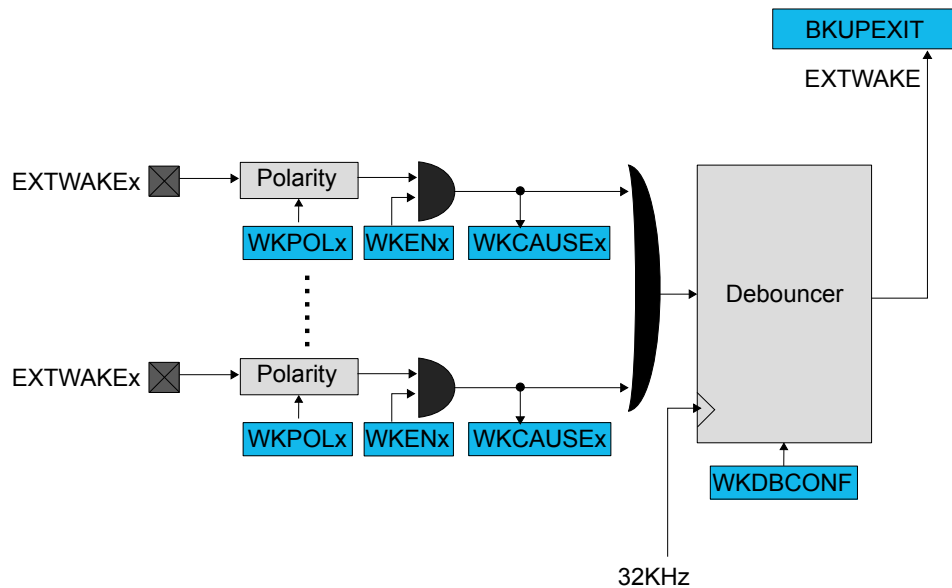 BKUPEXIT
EXTWAKE
EXTWAKEx
Polarity
WKPOLx
WKENx
WKCAUSEx
Debouncer
EXTWAKEx
Polarity
WKPOLx
WKENx
WKCAUSEx
WKDBCONF
32KHz